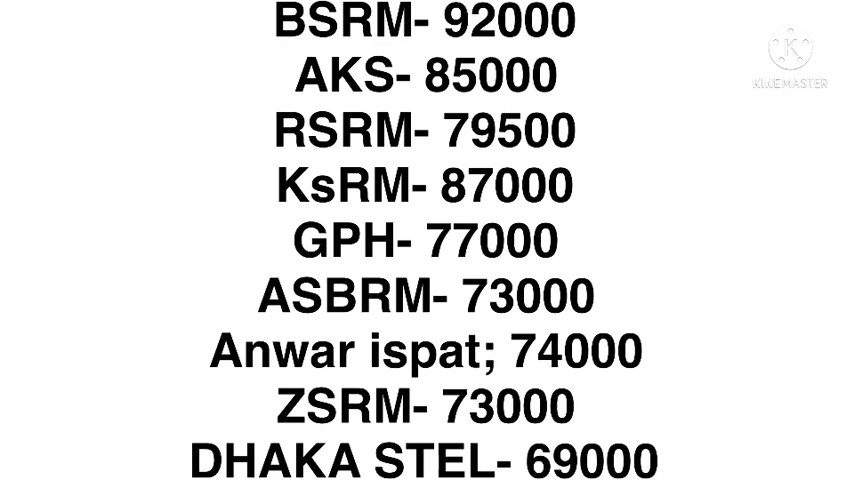 BSRM- 92000
AKS- 85000
RSRM- 79500
KsRM- 87000
GPH- 77000
ASBRM- 73000
Anwar ispat; 74000
ZSRM- 73000
DHAKA STEL- 69000
K
KINEMASTER